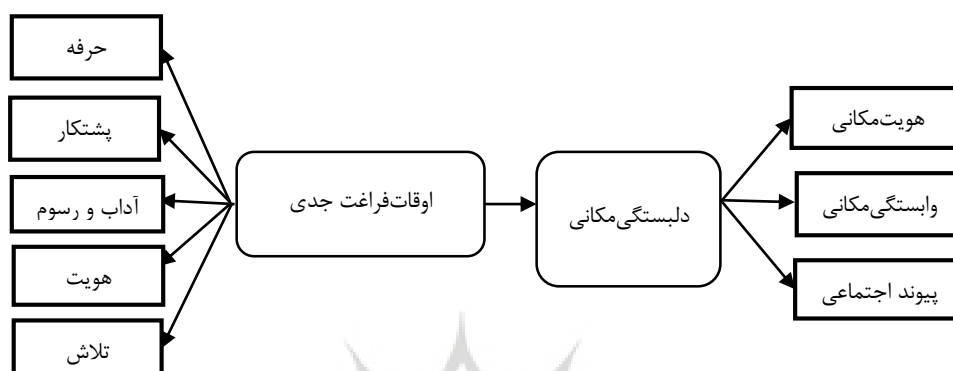 حرفه
پشتکار
آداب و رسوم
هویت
تلاش
اوقات‌فراغت جدی
دلبستگی‌مکانی
هویت‌مکانی
وابستگی‌مکانی
پیوند اجتماعی